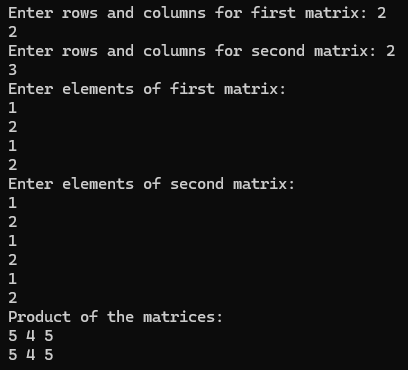 Enter rows and columns for first matrix: 2
2
Enter rows and columns for second matrix: 2
3
Enter elements of first matrix:
1
2
1
2
Enter elements of second matrix:
1
2
1
2
1
2
Product of the matrices:
5 4 5
5 4 5